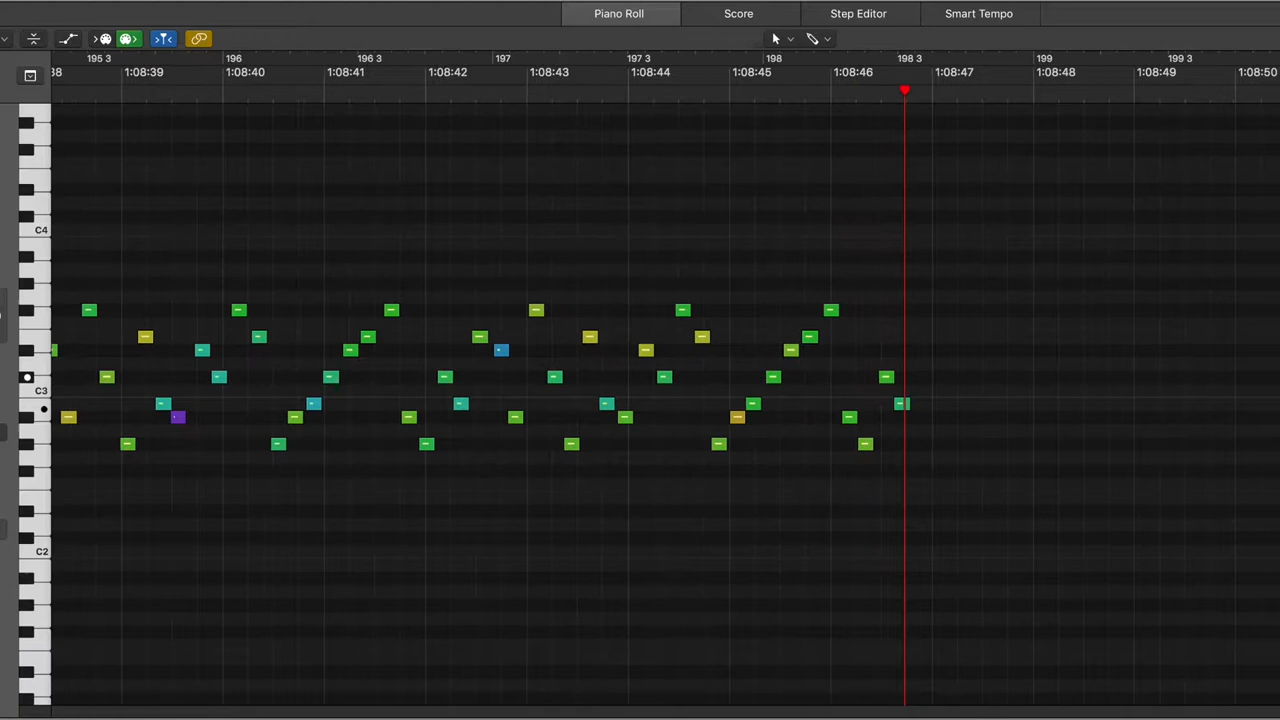 Piano Roll Score Step Editor Smart Tempo
195 3 196 196 3 197 197 3 198 198 3 199 199 3
38 1:08:39 1:08:40 1:08:41 1:08:42 1:08:43 1:08:44 1:08:45 1:08:46 1:08:47 1:08:48 1:08:49 1:08:50
C4
C3
C2